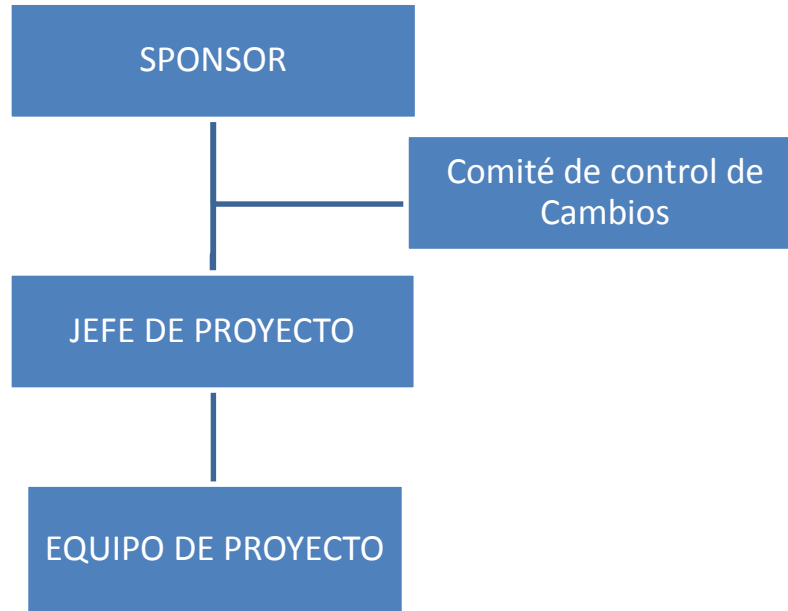 SPONSOR
Comité de control de
Cambios
JEFE DE PROYECTO
EQUIPO DE PROYECTO